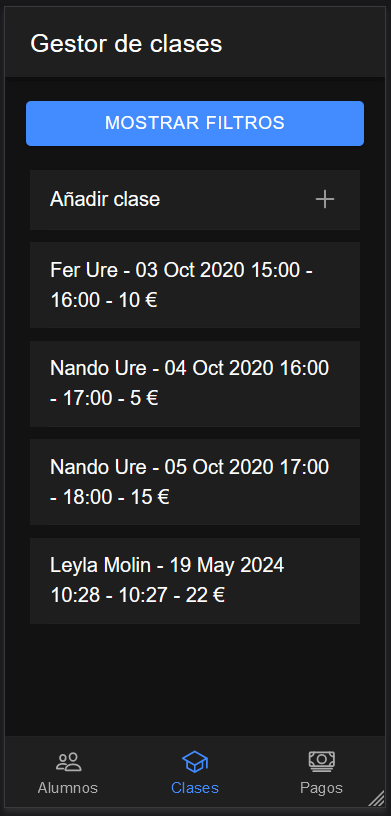 Gestor de clases
MOSTRAR FILTROS
Añadir clase
Fer Ure - 03 Oct 2020 15:00 -
16:00 - 10 €
Nando Ure - 04 Oct 2020 16:00
- 17:00 - 5 €
Nando Ure - 05 Oct 2020 17:00
- 18:00 - 15 €
Leyla Molin - 19 May 2024
10:28 - 10:27 - 22 €
Alumnos
Clases
Pagos